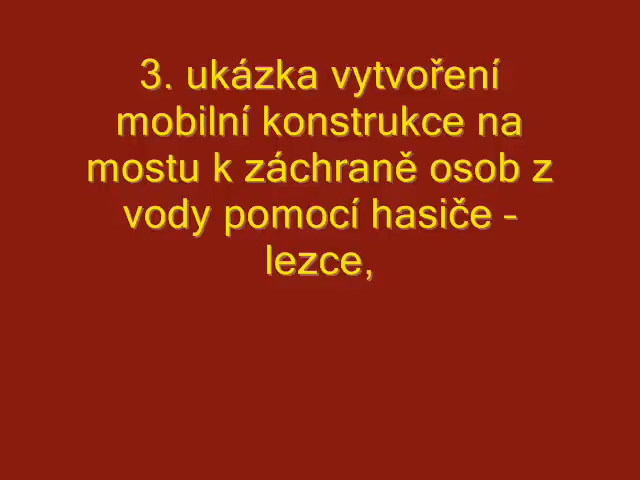 3. ukázka vytvoření
mobilní konstrukce na
mostu k záchraně osob z
vody pomocí hasiče -
lezce,